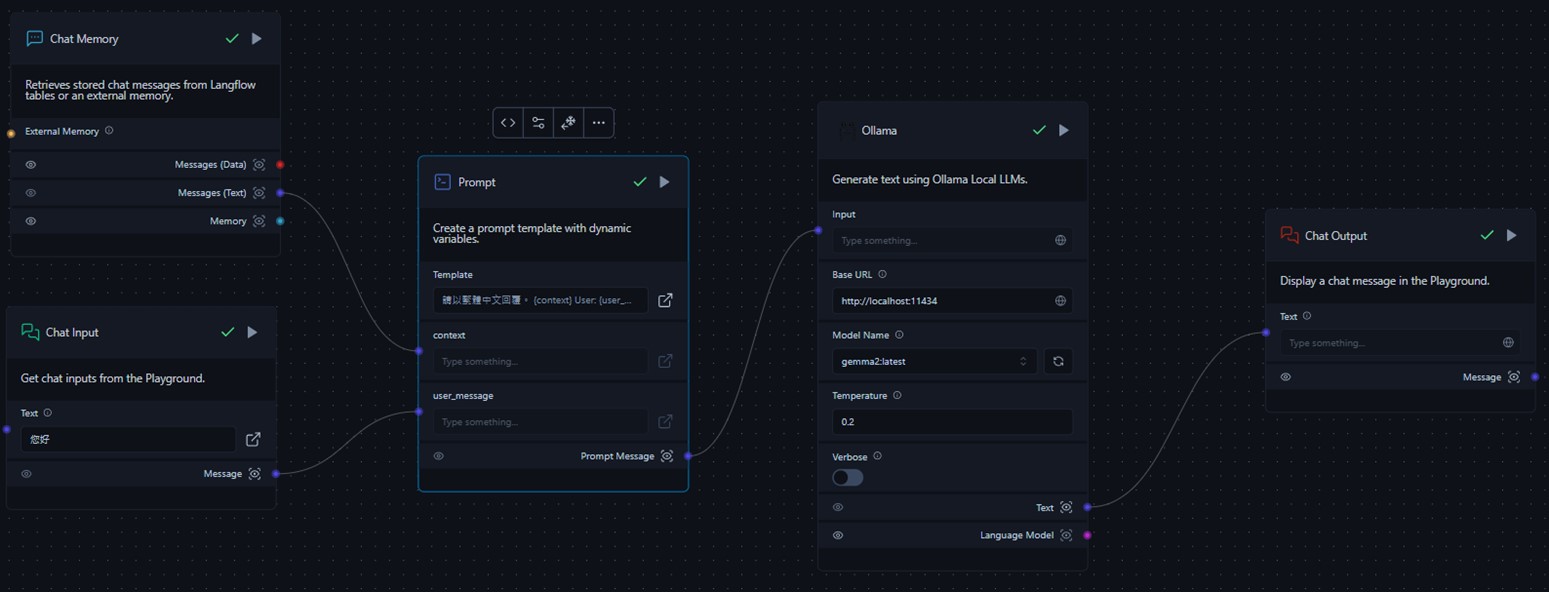 Chat Memory
Retrieves stored chat messages from Langflow
tables or an external memory.
External Memory
Messages (Data)
Messages (Text)
Memory
Chat Input
Get chat inputs from the Playground.
Text
您好
Message
Prompt
Create a prompt template with dynamic
variables.
Template
請以繁體中文回覆。 {context} User: {user_...
context
Type something...
user_message
Type something...
Prompt Message
Ollama
Generate text using Ollama Local LLMs.
Input
Type something...
Base URL
http://localhost:11434
Model Name
gemma2:latest
Temperature
0.2
Verbose
Text
Language Model
Chat Output
Display a chat message in the Playground.
Text
Type something...
Message